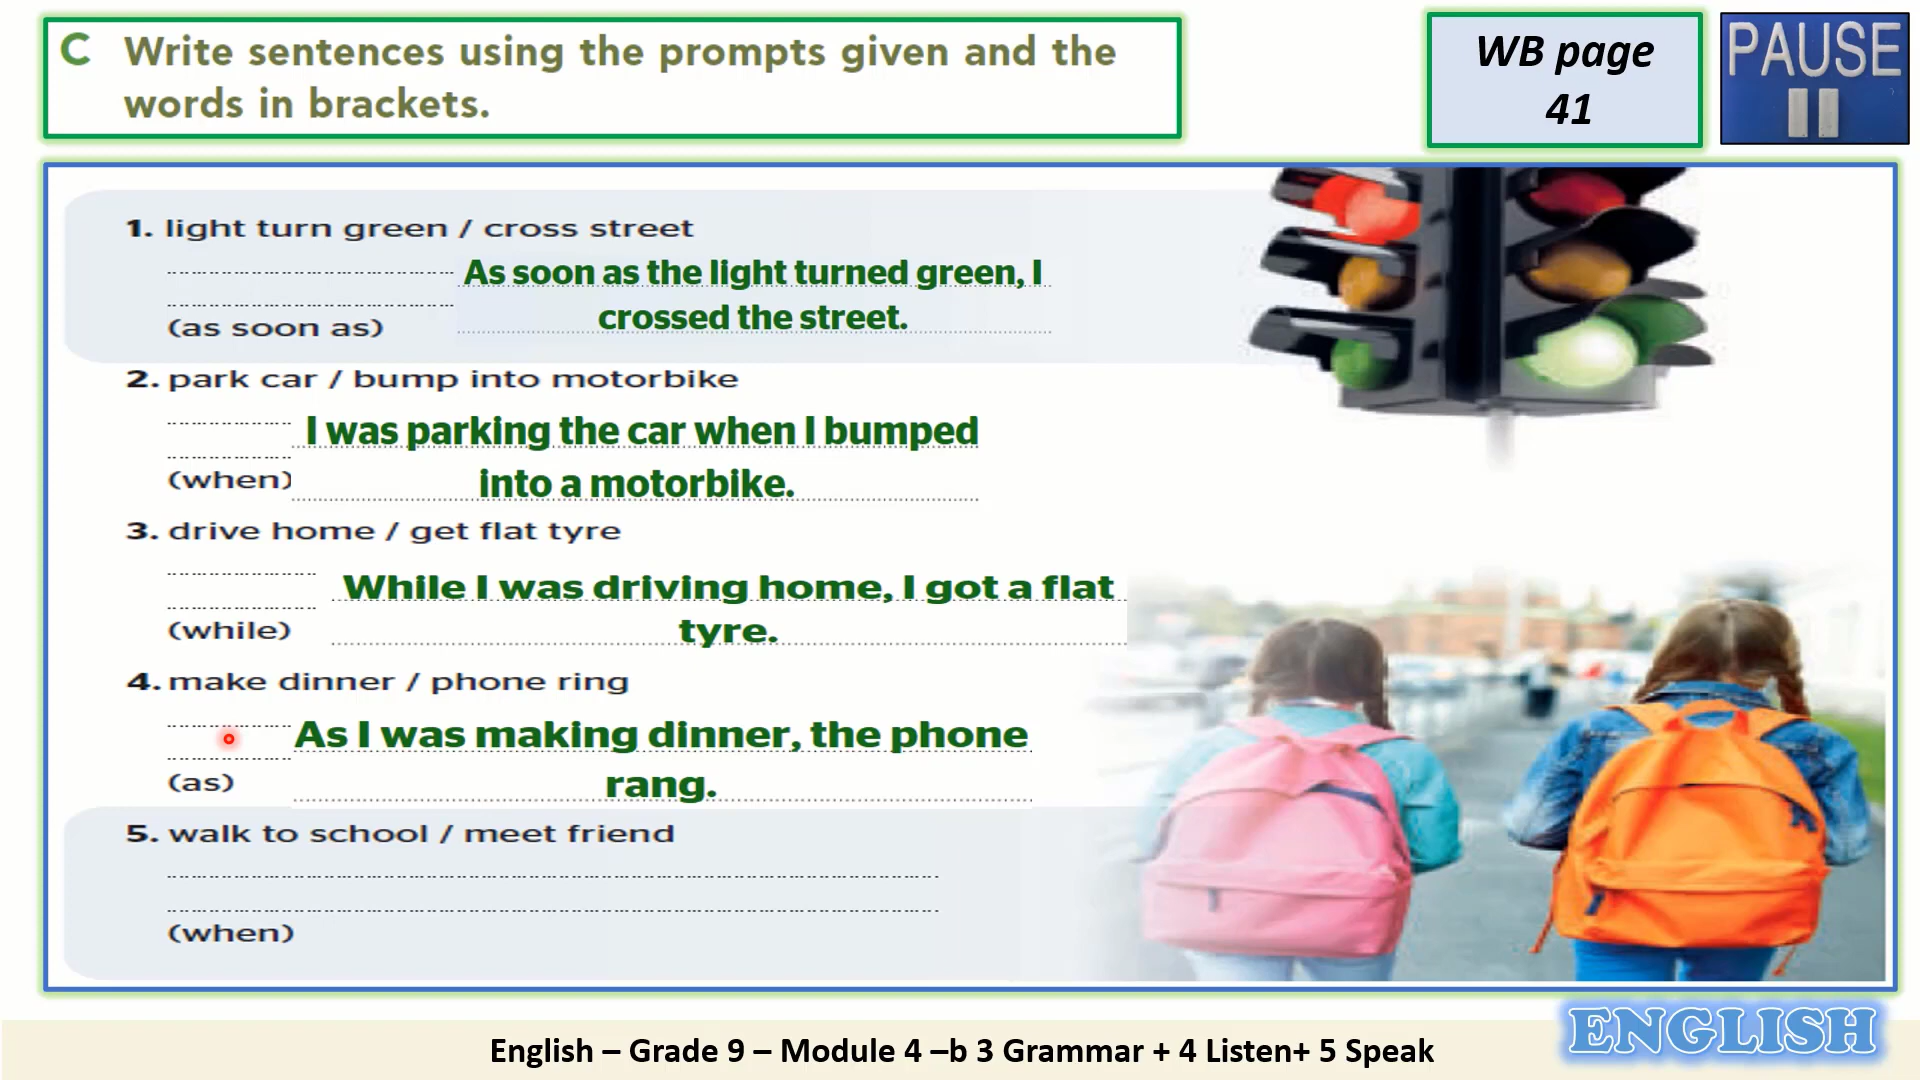 C Write sentences using the prompts given and the
words in brackets.
WB page
41
PAUSE
1. light turn green / cross street
As soon as the light turned green, I
crossed the street.
(as soon as)
2. park car / bump into motorbike
I was parking the car when I bumped
(when) into a motorbike.
3. drive home / get flat tyre
While I was driving home, I got a flat
(while) tyre.
4. make dinner / phone ring
As I was making dinner, the phone
(as) rang.
5. walk to school / meet friend
(when)
ENGLISH
English – Grade 9 – Module 4 –b 3 Grammar + 4 Listen+ 5 Speak